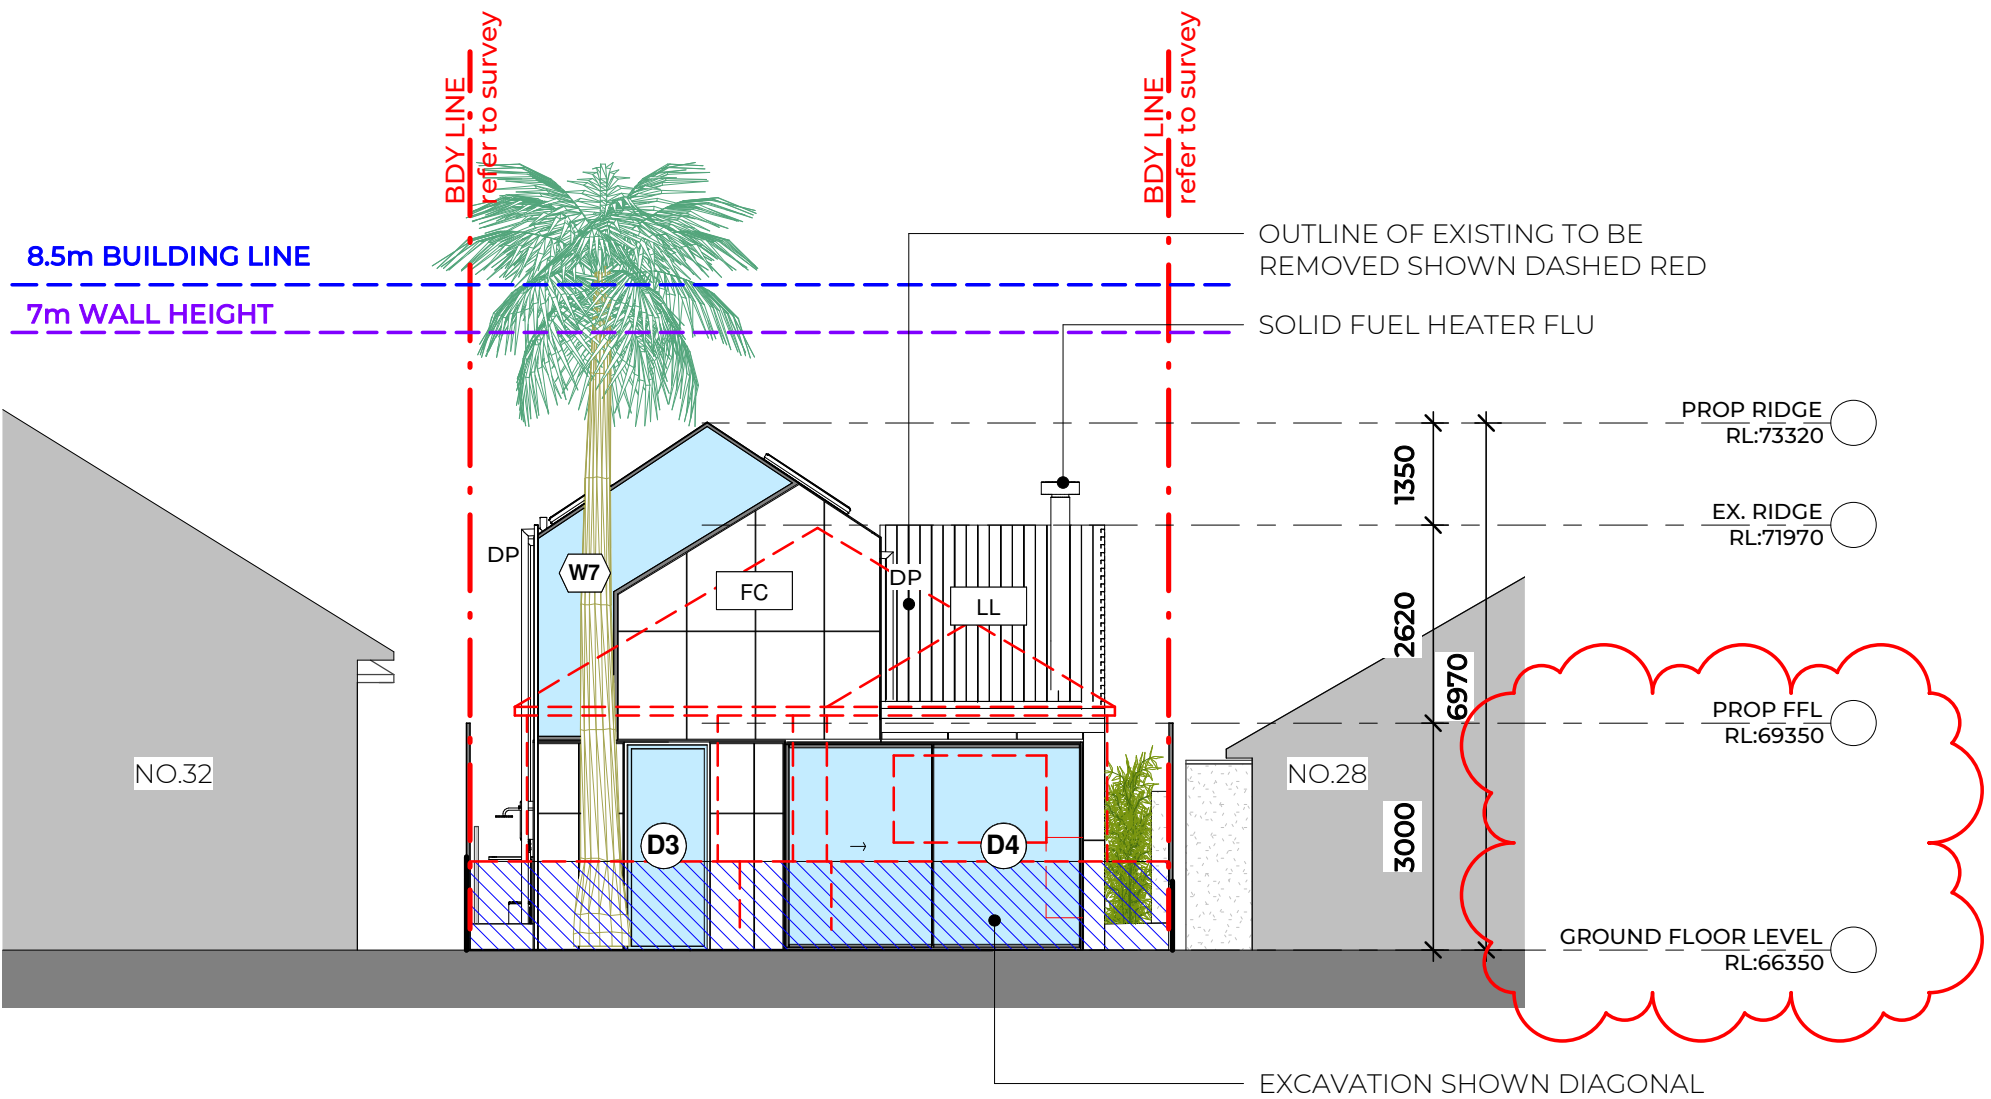 BDY LINE
refer to survey
BDY LINE
refer to survey
8.5m BUILDING LINE
7m WALL HEIGHT
OUTLINE OF EXISTING TO BE
REMOVED SHOWN DASHED RED
SOLID FUEL HEATER FLU
PROP RIDGE
RL:73320
1350
EX. RIDGE
RL:71970
DP
W7
FC
DP
LL
2620
6970
PROP FFL
RL:69350
NO.32
NO.28
D3
D4
3000
GROUND FLOOR LEVEL
RL:66350
EXCAVATION SHOWN DIAGONAL